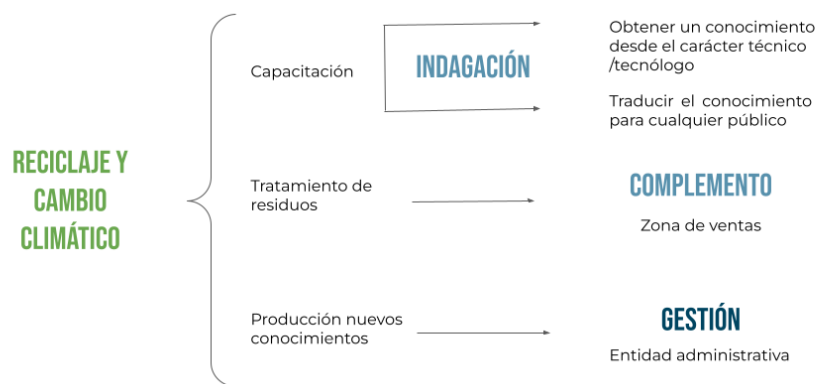 RECICLAJE Y
CAMBIO
CLIMÁTICO
Capacitación
INDAGACIÓN
Obtener un conocimiento
desde el carácter técnico
/tecnólogo
Traducir el conocimiento
para cualquier público
Tratamiento de
residuos
COMPLEMENTO
Zona de ventas
Producción nuevos
conocimientos
GESTIÓN
Entidad administrativa